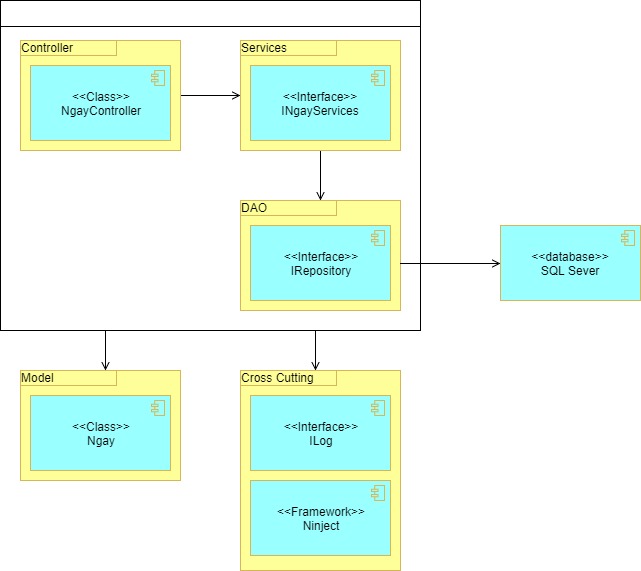 Controller
<<Class>>
NgayController
Services
<<Interface>>
INgayServices
DAO
<<Interface>>
IRepository
<<database>>
SQL Sever
Model
<<Class>>
Ngay
Cross Cutting
<<Interface>>
ILog
<<Framework>>
Ninject